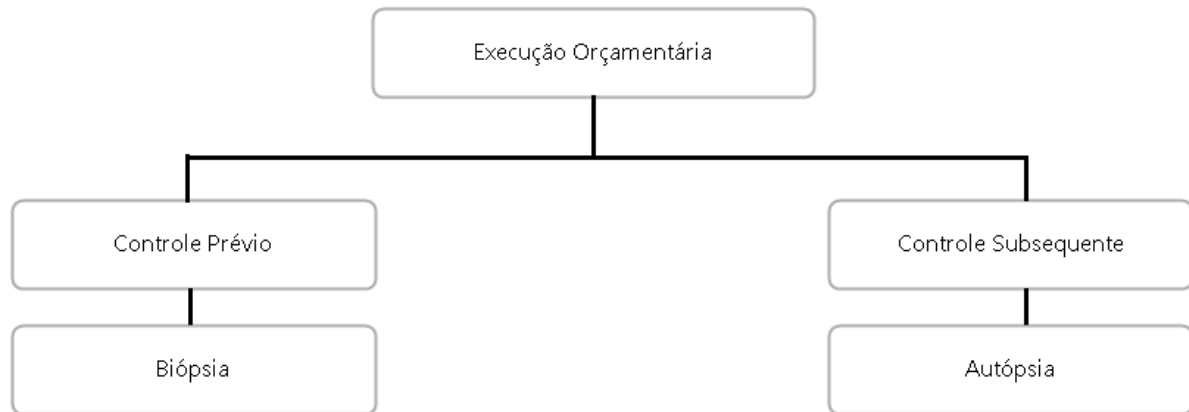 Execução Orçamentária
Controle Prévio
Controle Subsequente
Biópsia
Autópsia